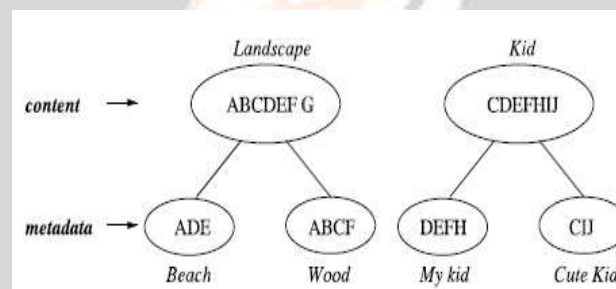 Landscape Kid
content ABCDEF G CDEFHIJ
metadata ADE ABCF DEFH CIJ
Beach Wood My kid Cute Kid